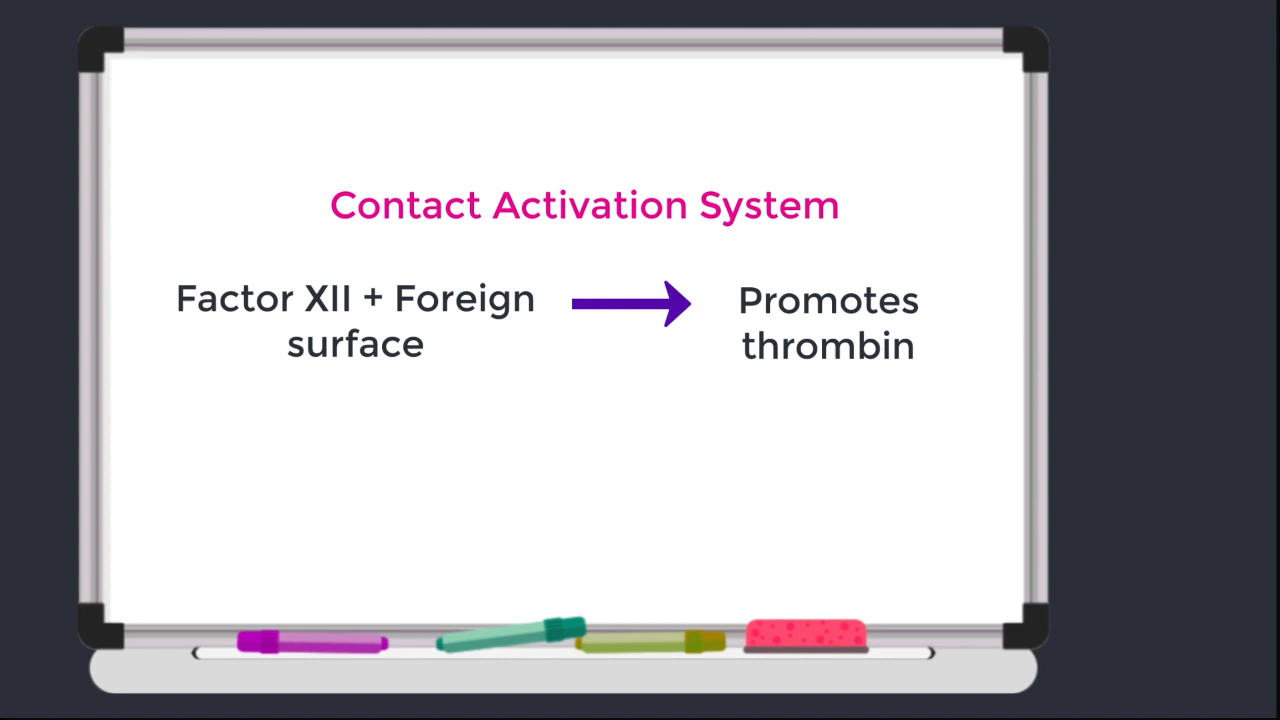 Contact Activation System
Factor XII + Foreign
surface
Promotes
thrombin